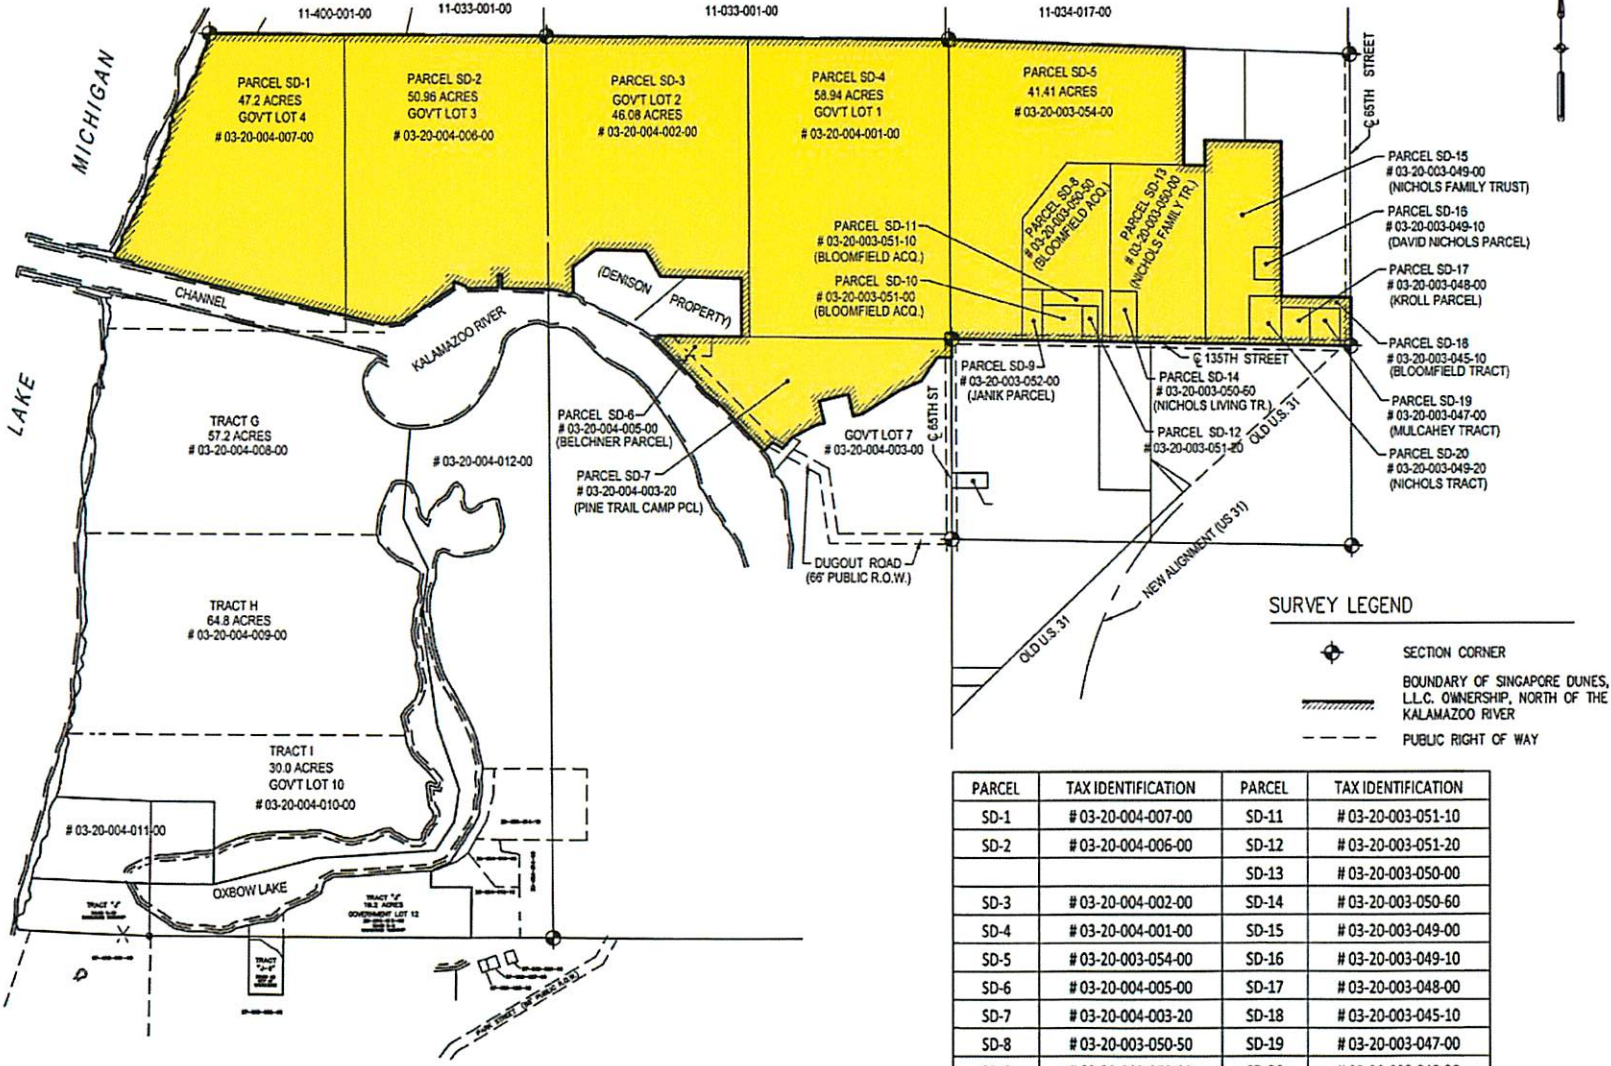 11-400-001-00
11-033-001-00
11-033-001-00
11-034-017-00
MICHIGAN
LAKE
PARCEL SD-1
47.2 ACRES
GOV'T LOT 4
# 03-20-004-007-00
PARCEL SD-2
50.96 ACRES
GOV'T LOT 3
# 03-20-004-006-00
PARCEL SD-3
GOV'T LOT 2
46.08 ACRES
# 03-20-004-002-00
PARCEL SD-4
58.94 ACRES
GOV'T LOT 1
# 03-20-004-001-00
PARCEL SD-5
41.41 ACRES
# 03-20-003-054-00
℄ 65TH STREET
PARCEL SD-8
# 03-20-003-050-50
(BLOOMFIELD ACQ.)
PARCEL SD-13
# 03-20-003-050-00
(NICHOLS FAMILY TR.)
PARCEL SD-11
# 03-20-003-051-10
(BLOOMFIELD ACQ.)
PARCEL SD-10
# 03-20-003-051-00
(BLOOMFIELD ACQ.)
PARCEL SD-15
# 03-20-003-049-00
(NICHOLS FAMILY TRUST)
PARCEL SD-16
# 03-20-003-049-10
(DAVID NICHOLS PARCEL)
PARCEL SD-17
# 03-20-003-048-00
(KROLL PARCEL)
PARCEL SD-18
# 03-20-003-045-10
(BLOOMFIELD TRACT)
PARCEL SD-19
# 03-20-003-047-00
(MULCAHEY TRACT)
PARCEL SD-20
# 03-20-003-049-20
(NICHOLS TRACT)
CHANNEL
KALAMAZOO RIVER
(DENISON
PROPERTY)
℄ 135TH STREET
PARCEL SD-9
# 03-20-003-052-00
(JANIK PARCEL)
PARCEL SD-14
# 03-20-003-050-60
(NICHOLS LIVING TR.)
PARCEL SD-12
# 03-20-003-051-20
OLD U.S. 31
PARCEL SD-6
# 03-20-004-005-00
(BELCHNER PARCEL)
PARCEL SD-7
# 03-20-004-003-20
(PINE TRAIL CAMP PCL)
GOV'T LOT 7
# 03-20-004-003-00
℄ 65TH ST
TRACT G
57.2 ACRES
# 03-20-004-008-00
# 03-20-004-012-00
DUGOUT ROAD
(66' PUBLIC R.O.W.)
NEW ALIGNMENT (US 31)
OLD U.S. 31
TRACT H
64.8 ACRES
# 03-20-004-009-00
TRACT I
30.0 ACRES
GOV'T LOT 10
# 03-20-004-010-00
# 03-20-004-011-00
OXBOW LAKE
TRACT "J"
TRACT "J"
18.2 ACRES
GOVERNMENT LOT 12
TRACT
PARK STREET
SURVEY LEGEND
SECTION CORNER
BOUNDARY OF SINGAPORE DUNES,
L.L.C. OWNERSHIP, NORTH OF THE
KALAMAZOO RIVER
PUBLIC RIGHT OF WAY
PARCEL TAX IDENTIFICATION PARCEL TAX IDENTIFICATION
SD-1 # 03-20-004-007-00 SD-11 # 03-20-003-051-10
SD-2 # 03-20-004-006-00 SD-12 # 03-20-003-051-20
SD-13 # 03-20-003-050-00
SD-3 # 03-20-004-002-00 SD-14 # 03-20-003-050-60
SD-4 # 03-20-004-001-00 SD-15 # 03-20-003-049-00
SD-5 # 03-20-003-054-00 SD-16 # 03-20-003-049-10
SD-6 # 03-20-004-005-00 SD-17 # 03-20-003-048-00
SD-7 # 03-20-004-003-20 SD-18 # 03-20-003-045-10
SD-8 # 03-20-003-050-50 SD-19 # 03-20-003-047-00